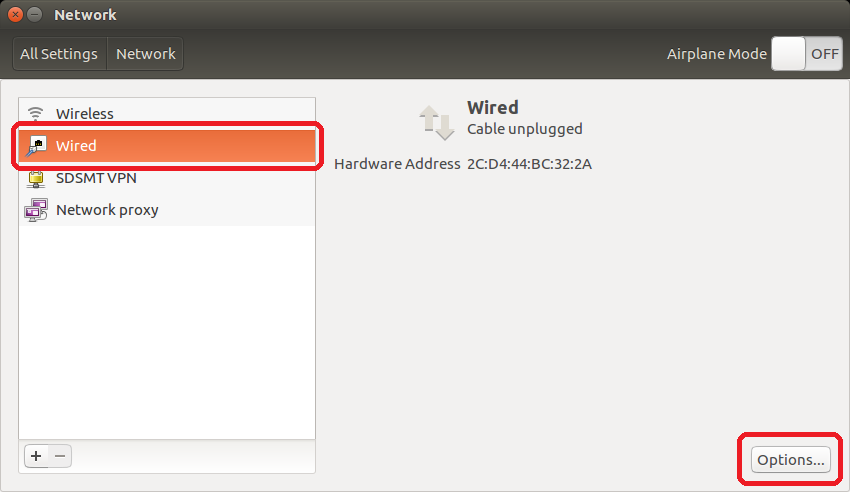 Network
All Settings Network
Airplane Mode OFF
Wireless
Wired
SDSMT VPN
Network proxy
Wired
Cable unplugged
Hardware Address 2C:D4:44:BC:32:2A
+ −
Options...